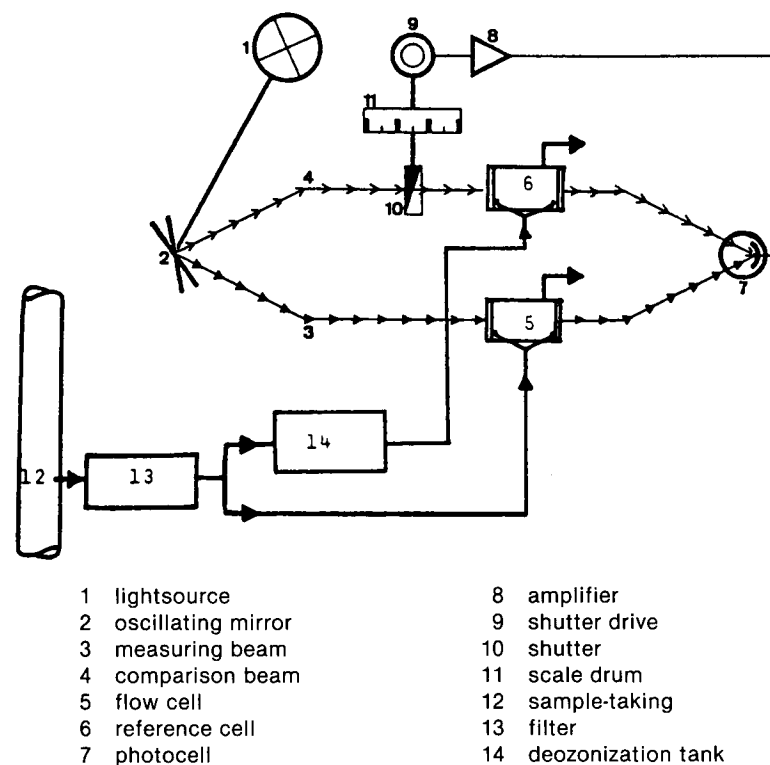 1
9
8
11
4
6
10
2
7
3
5
14
12
13
1 lightsource
2 oscillating mirror
3 measuring beam
4 comparison beam
5 flow cell
6 reference cell
7 photocell
8 amplifier
9 shutter drive
10 shutter
11 scale drum
12 sample-taking
13 filter
14 deozonization tank